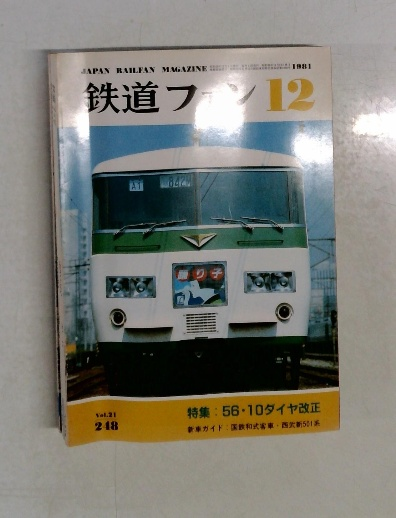 JAPAN RAILFAN MAGAZINE 1981
鉄道ファン 12
踊り子
特集：56・10ダイヤ改正
新車ガイド：国鉄和式客車・西武新501系
Vol.21
248